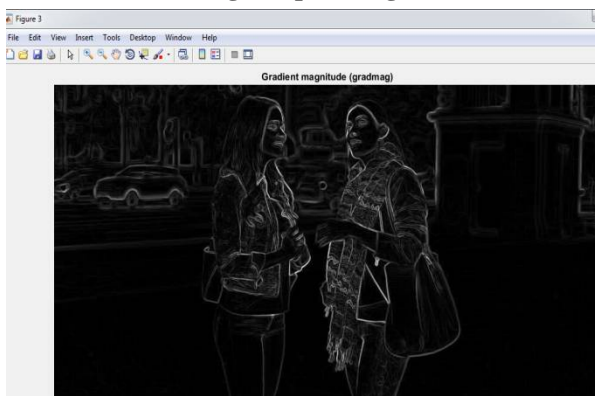 Figure 3
File Edit View Insert Tools Desktop Window Help
Gradient magnitude (gradmag)